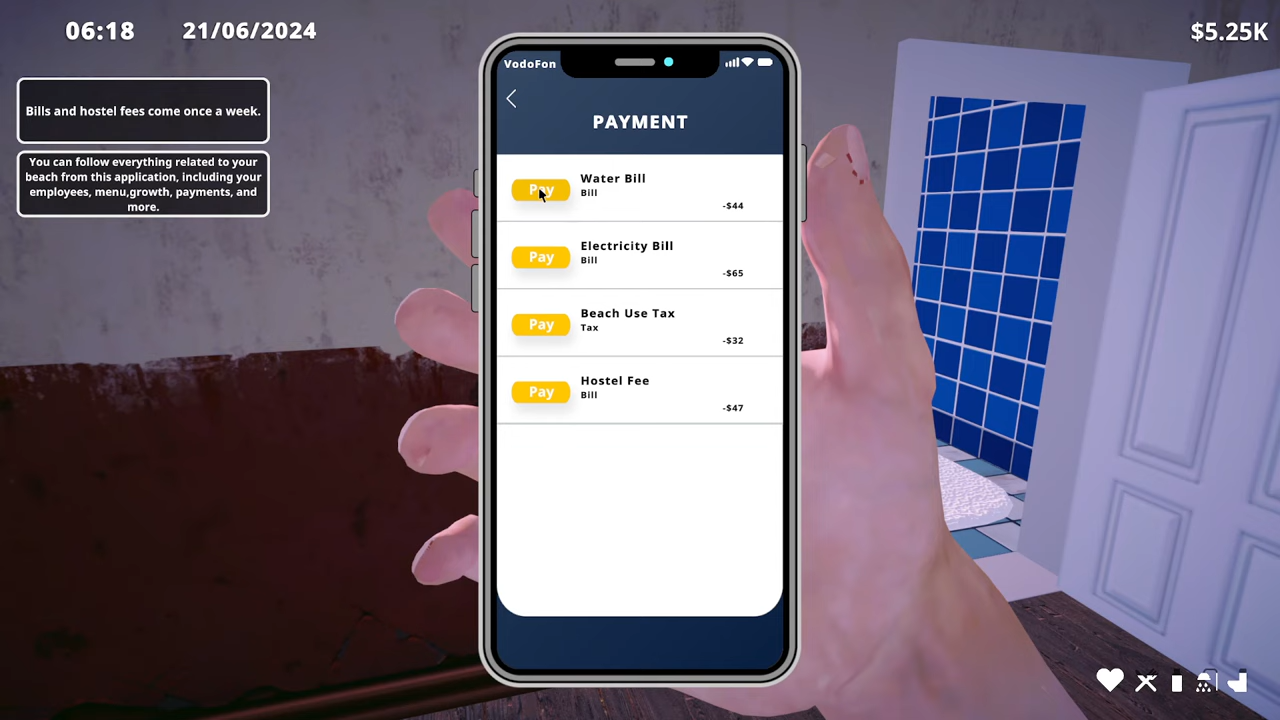 06:18 21/06/2024
$5.25K
Bills and hostel fees come once a week.
You can follow everything related to your
beach from this application, including your
employees, menu,growth, payments, and
more.
VodoFon
PAYMENT
Pay
Water Bill
Bill
-$44
Pay
Electricity Bill
Bill
-$65
Pay
Beach Use Tax
Tax
-$32
Pay
Hostel Fee
Bill
-$47